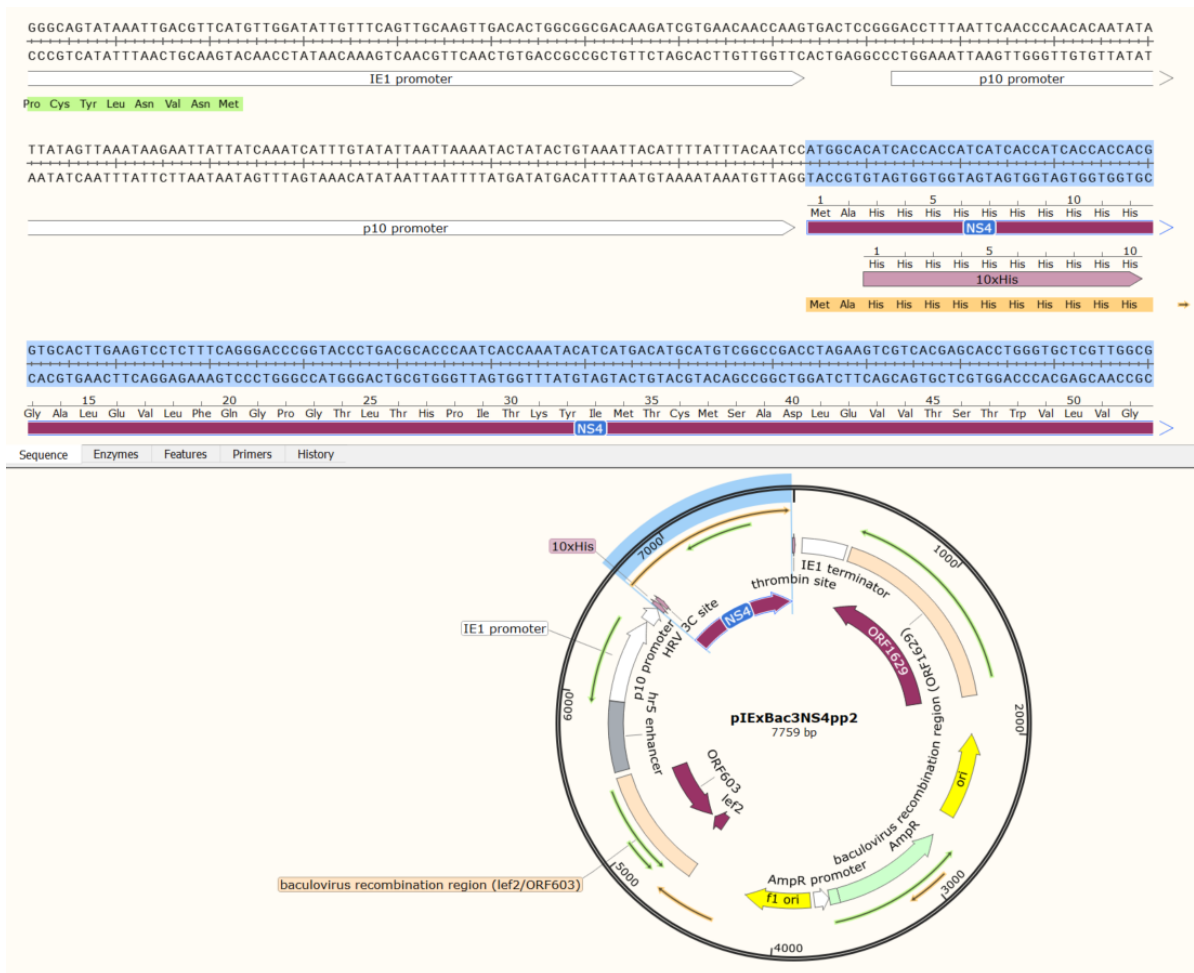 GGGCAGTATAAATTGACGTTCATGTTGGATATTGTTTCAGTTGCAAGTTGACACTGGCGGCGACAAGATCGTGAACAACCAAGTGACTCCGGGACCTTTAATTCAACCCAACACAATATA
CCCGTCATATTTAACTGCAAGTACAACCTATAACAAAGTCAACGTTCAACTGTGACCGCCGCTGTTCTAGCACTTGTTGGTTCACTGAGGCCCTGGAAATTAAGTTGGGTTGTGTTATAT
IE1 promoter p10 promoter
Pro Cys Tyr Leu Asn Val Asn Met
TTATAGTTAAATAAGAATTATTATCAAATCATTTGTATATTAATTAAAATACTATACTGTAAATTACATTTTATTTACAATCCATGGCACATCACCACCATCATCACCATCACCACCACG
AATATCAATTTATTCTTAATAATAGTTTAGTAAACATATAATTAATTTTATGATATGACATTTAATGTAAAATAAATGTTAGGTACCGTGTAGTGGTGGTAGTAGTGGTAGTGGTGGTGC
1 5 10
Met Ala His His His His His His His His His His
p10 promoter NS4
1 5 10
His His His His His His His His His His
10xHis
Met Ala His His His His His His His His His His
GTGCACTTGAAGTCCTCTTTCAGGGACCCGGTACCCTGACGCACCCAATCACCAAATACATCATGACATGCATGTCGGCCGACCTAGAAGTCGTCACGAGCACCTGGGTGCTCGTTGGCG
CACGTGAACTTCAGGAGAAAGTCCCTGGGCCATGGGACTGCGTGGGTTAGTGGTTTATGTAGTACTGTACGTACAGCCGGCTGGATCTTCAGCAGTGCTCGTGGACCCACGAGCAACCGC
15 20 25 30 35 40 45 50
Gly Ala Leu Glu Val Leu Phe Gln Gly Pro Gly Thr Leu Thr His Pro Ile Thr Lys Tyr Ile Met Thr Cys Met Ser Ala Asp Leu Glu Val Val Thr Ser Thr Trp Val Leu Val Gly
NS4
Sequence Enzymes Features Primers History
10xHis
7000
1000
IE1 terminator
thrombin site
NS4
HRV 3C site
IE1 promoter
p10 promoter
ORF1629
baculovirus recombination region (ORF1629)
6000
hr5 enhancer
pIExBac3NS4pp2
7759 bp
2000
ORF603
lef2
ori
5000
baculovirus recombination region (lef2/ORF603)
AmpR
AmpR promoter
f1 ori
3000
4000